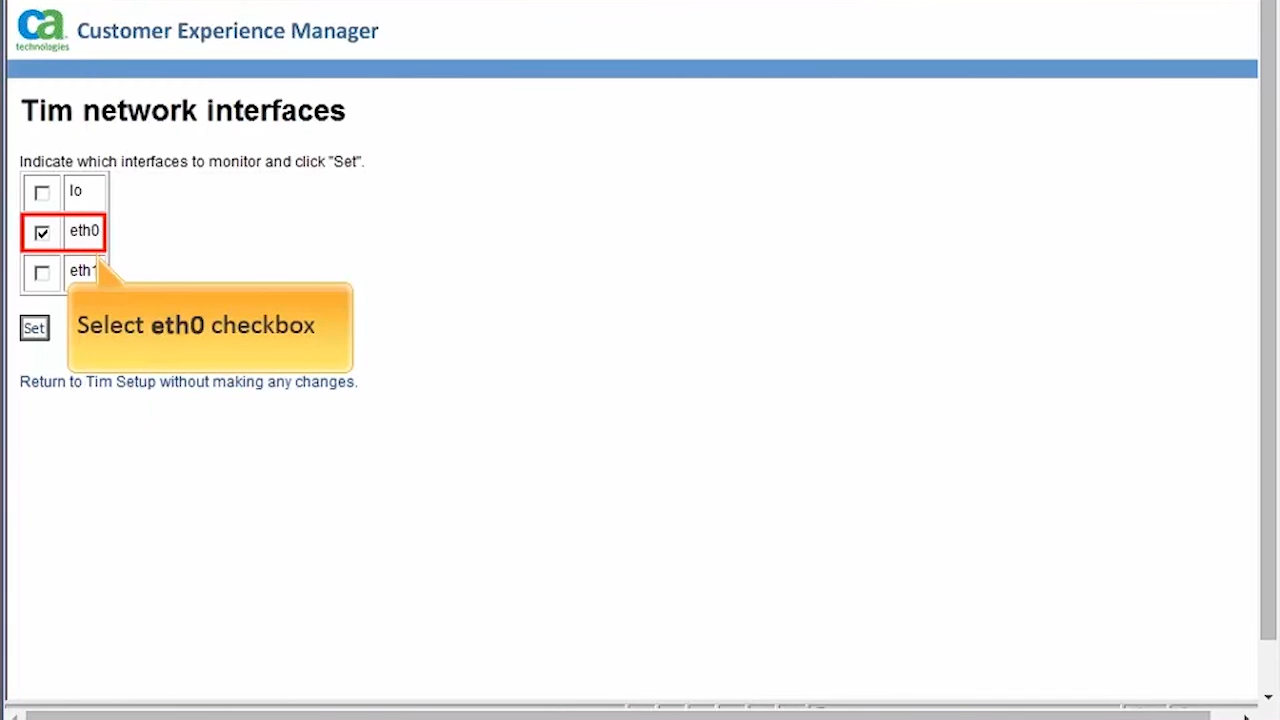 ca
technologies
Customer Experience Manager
Tim network interfaces
Indicate which interfaces to monitor and click "Set".
lo
eth0
eth1
Select eth0 checkbox
Set
Return to Tim Setup without making any changes.